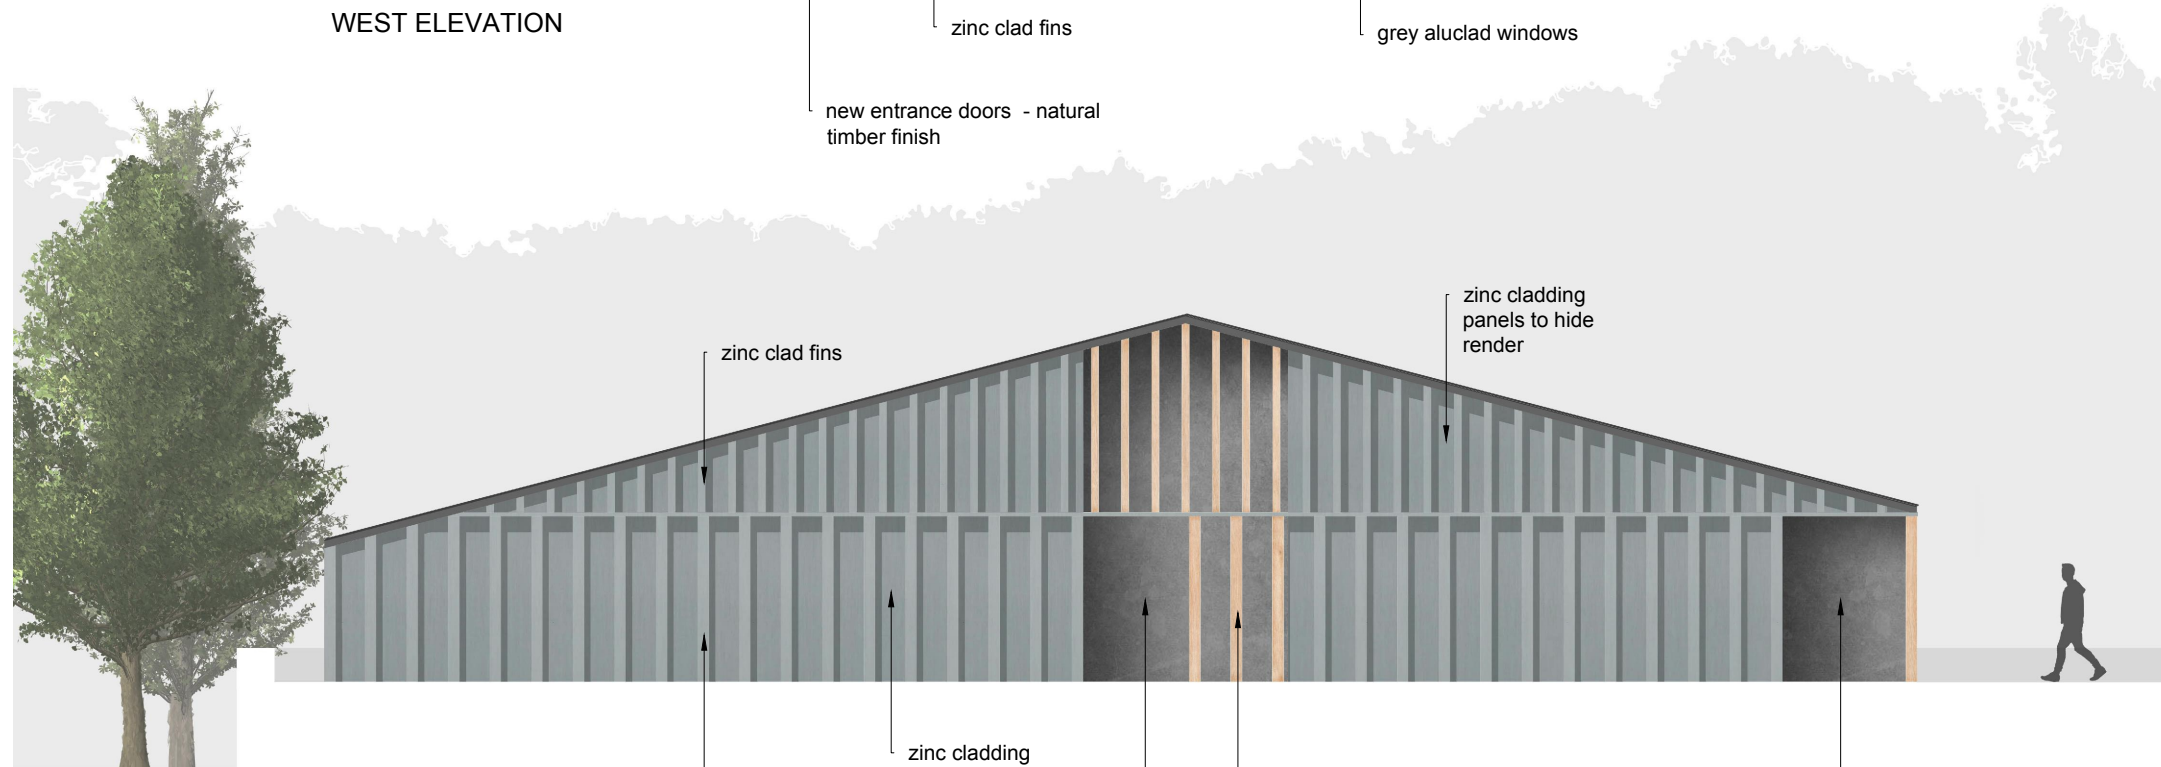 WEST ELEVATION
zinc clad fins
grey aluclad windows
new entrance doors - natural
timber finish
zinc cladding
panels to hide
render
zinc clad fins
zinc cladding